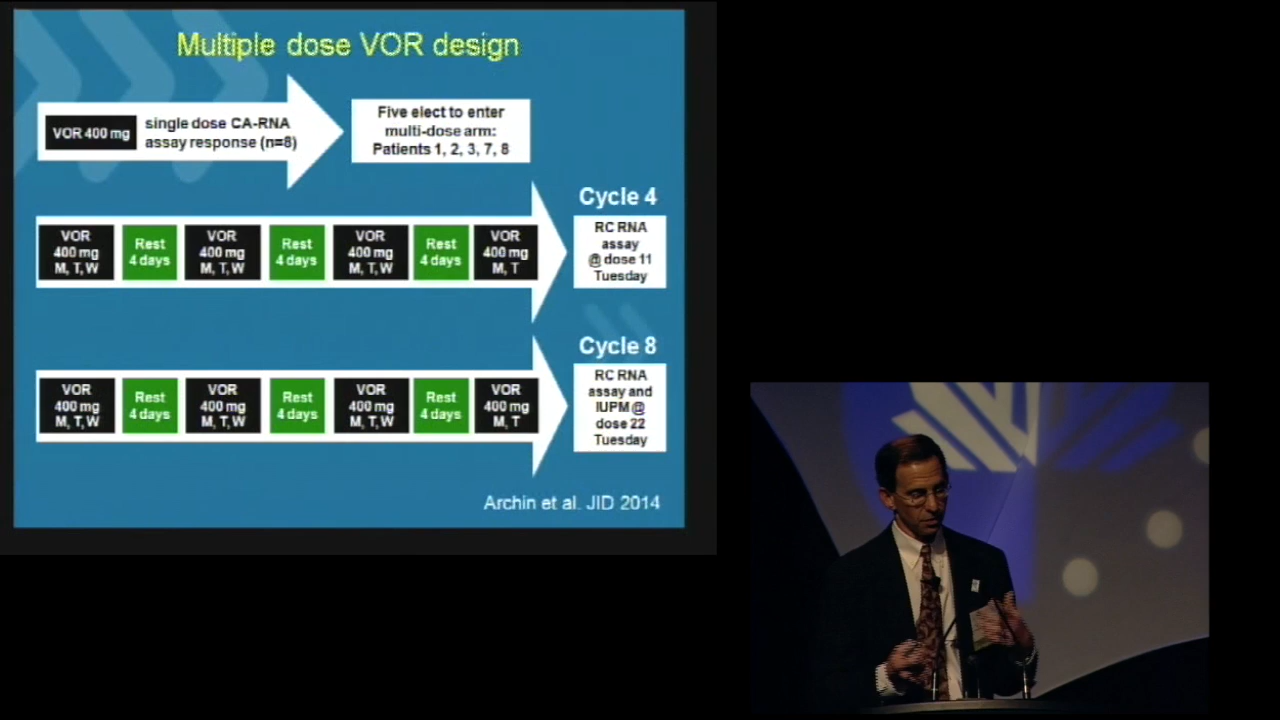 Multiple dose VOR design
VOR 400 mg
single dose CA-RNA
assay response (n=8)
Five elect to enter
multi-dose arm:
Patients 1, 2, 3, 7, 8
Cycle 4
VOR
400 mg
M, T, W
Rest
4 days
VOR
400 mg
M, T, W
Rest
4 days
VOR
400 mg
M, T, W
Rest
4 days
VOR
400 mg
M, T
RC RNA
assay
@ dose 11
Tuesday
Cycle 8
VOR
400 mg
M, T, W
Rest
4 days
VOR
400 mg
M, T, W
Rest
4 days
VOR
400 mg
M, T, W
Rest
4 days
VOR
400 mg
M, T
RC RNA
assay and
IUPM @
dose 22
Tuesday
Archin et al. JID 2014